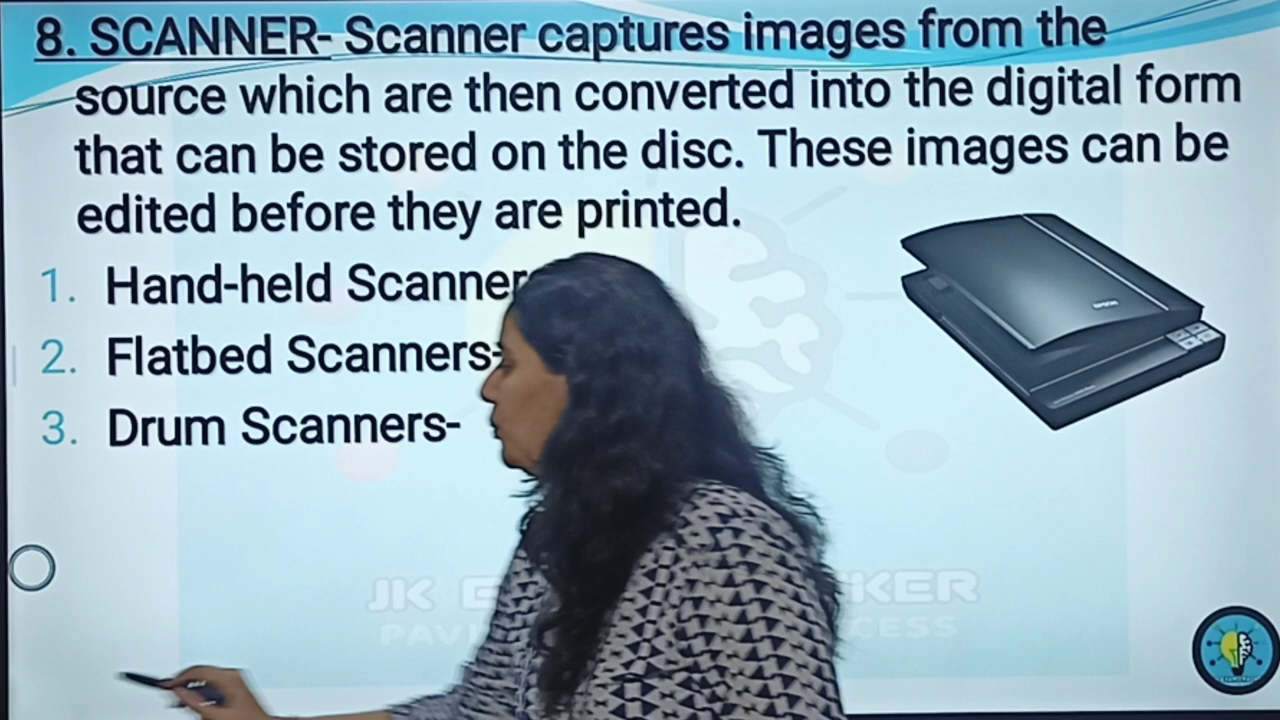 8. SCANNER- Scanner captures images from the
source which are then converted into the digital form
that can be stored on the disc. These images can be
edited before they are printed.
1. Hand-held Scanner
2. Flatbed Scanners-
3. Drum Scanners-
EPSON
JK